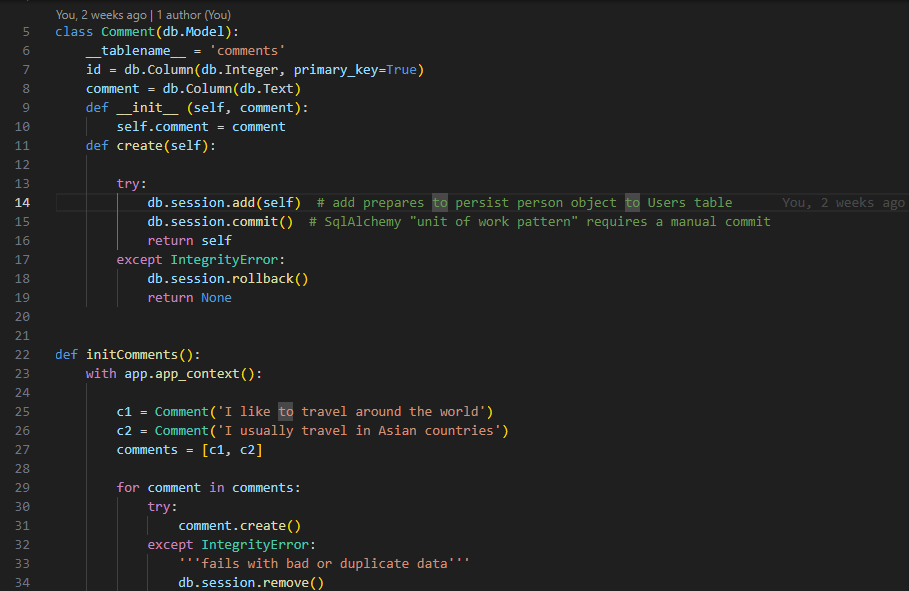 You, 2 weeks ago | 1 author (You)
5 class Comment(db.Model):
6     __tablename__ = 'comments'
7     id = db.Column(db.Integer, primary_key=True)
8     comment = db.Column(db.Text)
9     def __init__ (self, comment):
10         self.comment = comment
11     def create(self):
12
13         try:
14             db.session.add(self)  # add prepares to persist person object to Users table    You, 2 weeks ago
15             db.session.commit()  # SqlAlchemy "unit of work pattern" requires a manual commit
16             return self
17         except IntegrityError:
18             db.session.rollback()
19             return None
20
21
22 def initComments():
23     with app.app_context():
24
25         c1 = Comment('I like to travel around the world')
26         c2 = Comment('I usually travel in Asian countries')
27         comments = [c1, c2]
28
29         for comment in comments:
30             try:
31                 comment.create()
32             except IntegrityError:
33                 '''fails with bad or duplicate data'''
34                 db.session.remove()